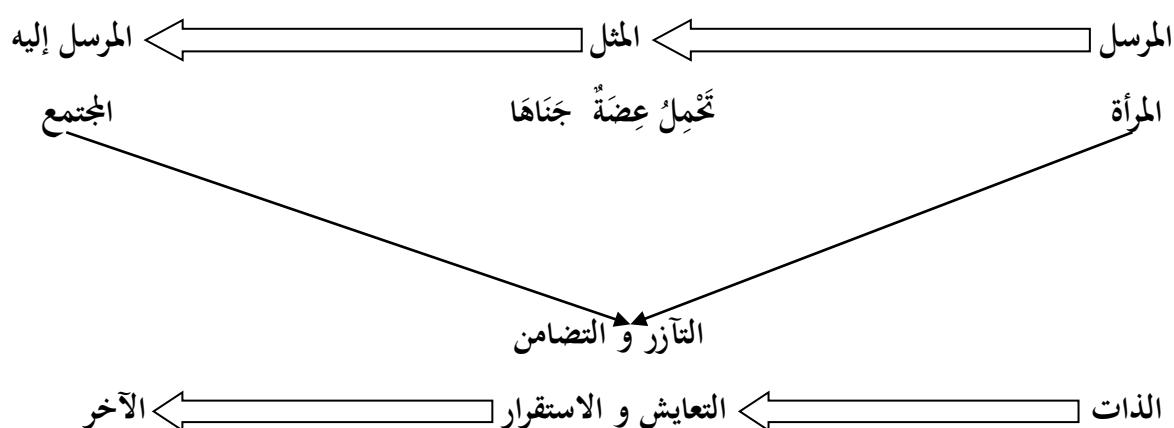 المرسل المثل المرسل إليه
المرأة تَحْمِلُ عِضَةٌ جَنَاهَا المجتمع
التآزر و التضامن
الذات التعايش و الاستقرار الآخر